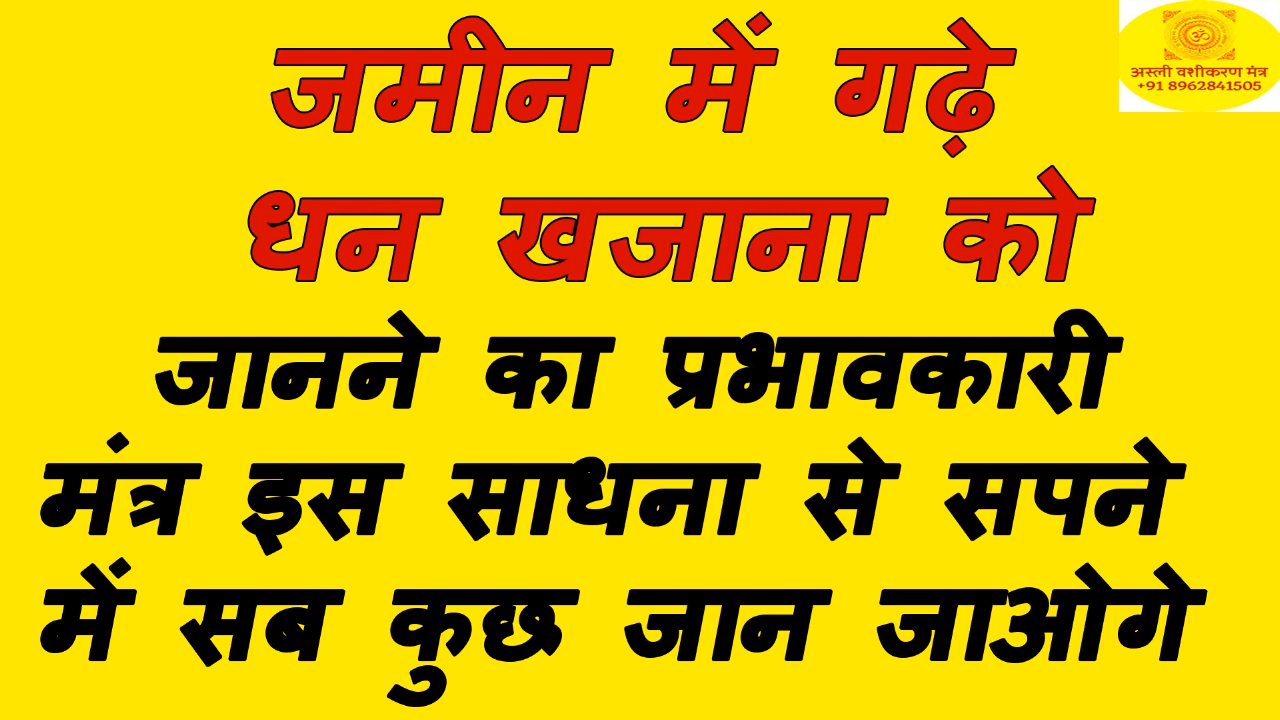 जमीन में गढ़े
धन खजाना को
जानने का प्रभावकारी
मंत्र इस साधना से सपने
में सब कुछ जान जाओगे
ॐ
अस्ली वशीकरण मंत्र
+91 8962841505